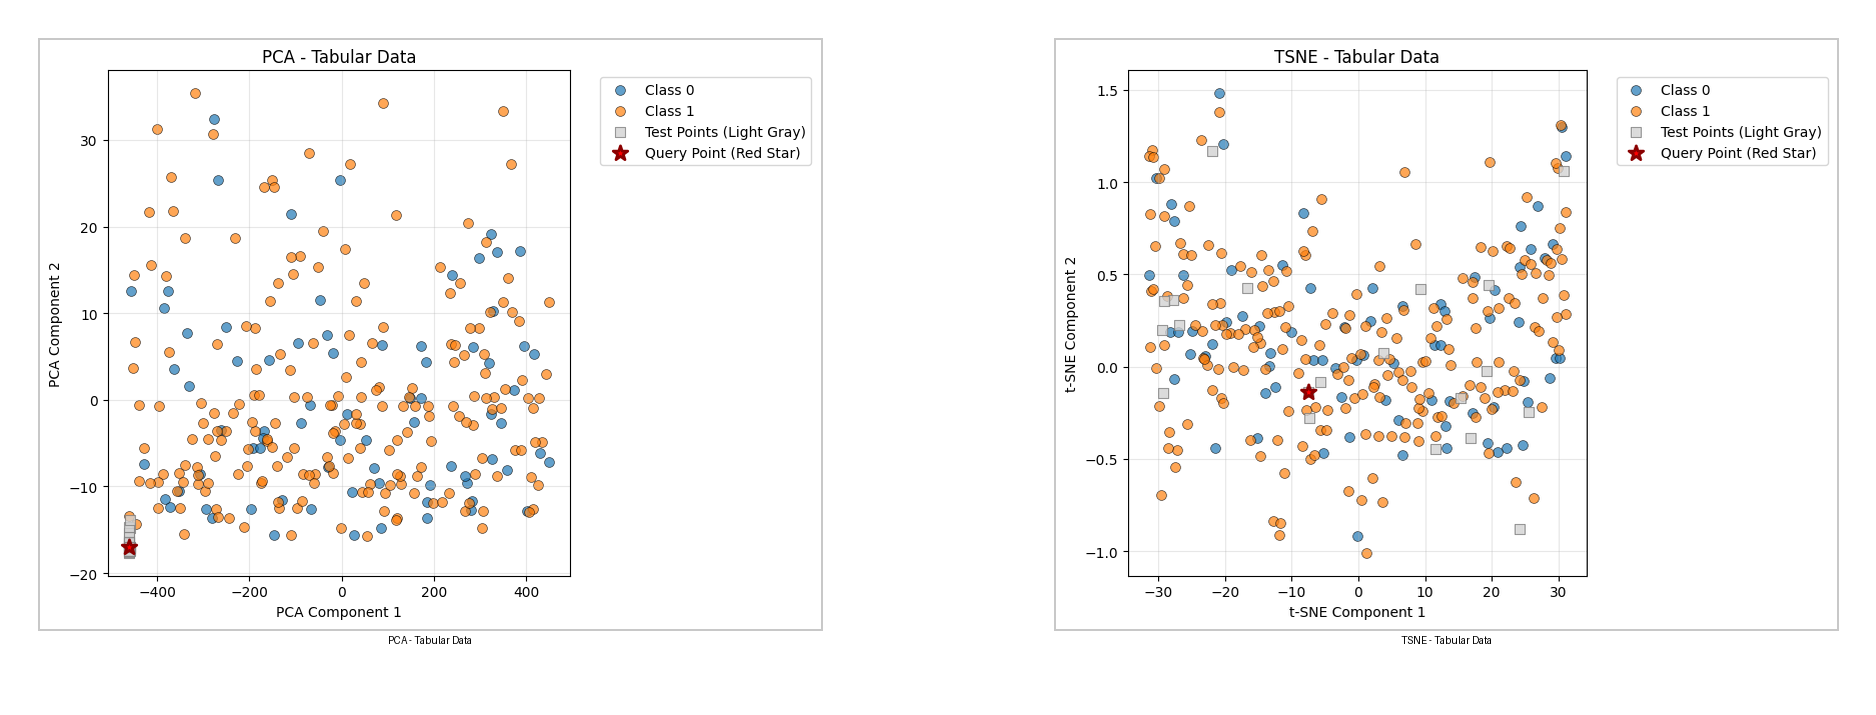 PCA - Tabular Data
Class 0
Class 1
Test Points (Light Gray)
Query Point (Red Star)
30
20
10
0
−10
−20
PCA Component 2
−400
−200
0
200
400
PCA Component 1
PCA - Tabular Data
TSNE - Tabular Data
Class 0
Class 1
Test Points (Light Gray)
Query Point (Red Star)
1.5
1.0
0.5
0.0
−0.5
−1.0
t-SNE Component 2
−30
−20
−10
0
10
20
30
t-SNE Component 1
TSNE - Tabular Data